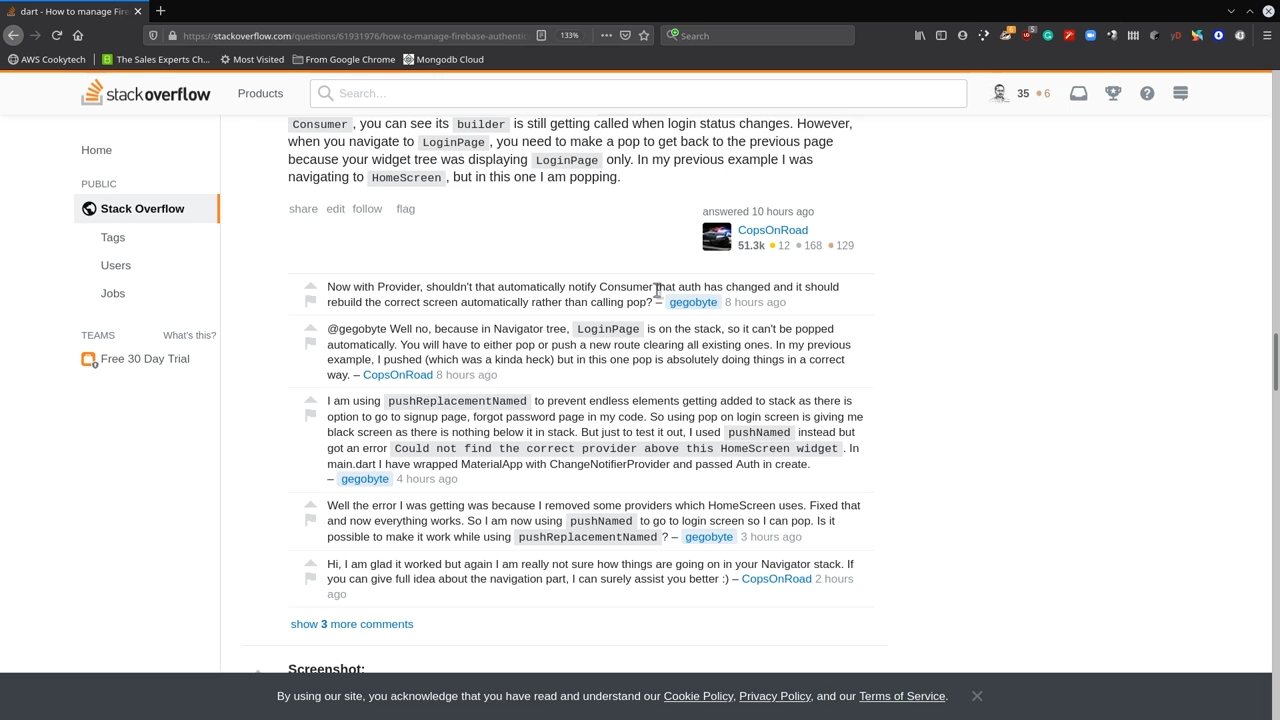 dart - How to manage Fire
https://stackoverflow.com/questions/61931976/how-to-manage-firebase-authentic
133%
Search
AWS Cookytech
The Sales Experts Ch…
Most Visited
From Google Chrome
Mongodb Cloud
stackoverflow
Products
Search…
35
6
Home
PUBLIC
Stack Overflow
Tags
Users
Jobs
TEAMS
What's this?
Free 30 Day Trial
Consumer, you can see its builder is still getting called when login status changes. However,
when you navigate to LoginPage, you need to make a pop to get back to the previous page
because your widget tree was displaying LoginPage only. In my previous example I was
navigating to HomeScreen, but in this one I am popping.
share edit follow flag
answered 10 hours ago
CopsOnRoad
51.3k 12 168 129
Now with Provider, shouldn't that automatically notify Consumer that auth has changed and it should
rebuild the correct screen automatically rather than calling pop? – gegobyte 8 hours ago
@gegobyte Well no, because in Navigator tree, LoginPage is on the stack, so it can't be popped
automatically. You will have to either pop or push a new route clearing all existing ones. In my previous
example, I pushed (which was a kinda heck) but in this one pop is absolutely doing things in a correct
way. – CopsOnRoad 8 hours ago
I am using pushReplacementNamed to prevent endless elements getting added to stack as there is
option to go to signup page, forgot password page in my code. So using pop on login screen is giving me
black screen as there is nothing below it in stack. But just to test it out, I used pushNamed instead but
got an error Could not find the correct provider above this HomeScreen widget. In
main.dart I have wrapped MaterialApp with ChangeNotifierProvider and passed Auth in create.
– gegobyte 4 hours ago
Well the error I was getting was because I removed some providers which HomeScreen uses. Fixed that
and now everything works. So I am now using pushNamed to go to login screen so I can pop. Is it
possible to make it work while using pushReplacementNamed? – gegobyte 3 hours ago
Hi, I am glad it worked but again I am really not sure how things are going on in your Navigator stack. If
you can give full idea about the navigation part, I can surely assist you better :) – CopsOnRoad 2 hours
ago
show 3 more comments
Screenshot:
By using our site, you acknowledge that you have read and understand our Cookie Policy, Privacy Policy, and our Terms of Service.